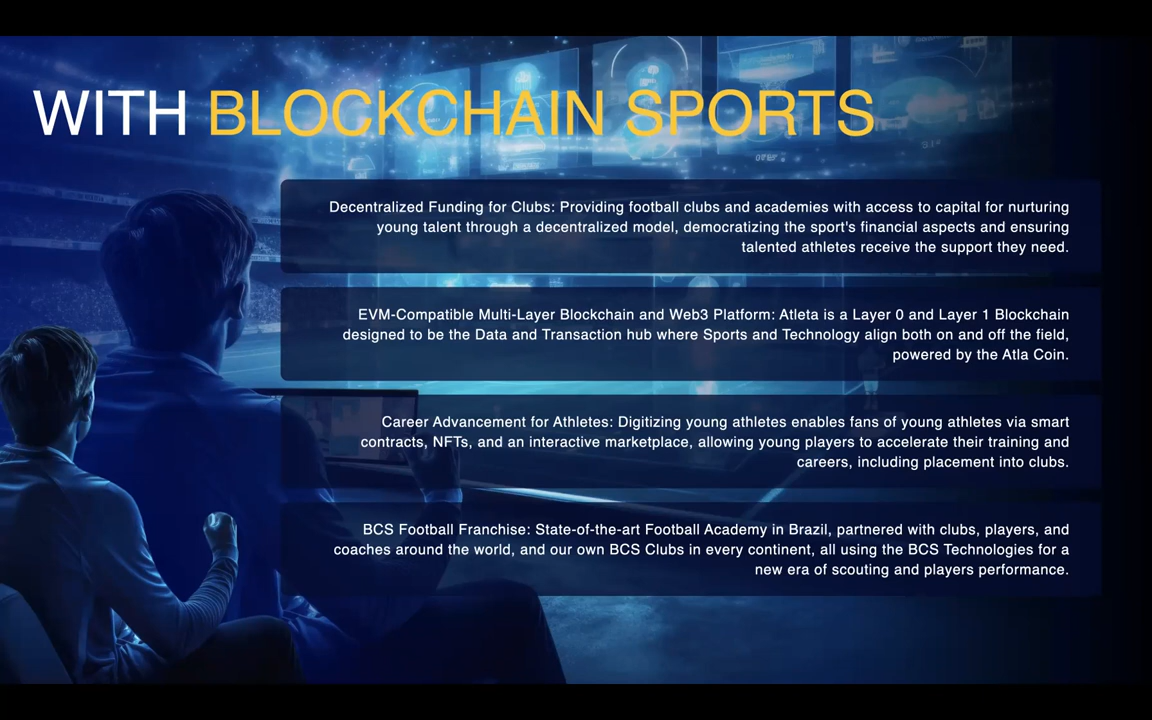 WITH BLOCKCHAIN SPORTS
Decentralized Funding for Clubs: Providing football clubs and academies with access to capital for nurturing
young talent through a decentralized model, democratizing the sport's financial aspects and ensuring
talented athletes receive the support they need.
EVM-Compatible Multi-Layer Blockchain and Web3 Platform: Atleta is a Layer 0 and Layer 1 Blockchain
designed to be the Data and Transaction hub where Sports and Technology align both on and off the field,
powered by the Atla Coin.
Career Advancement for Athletes: Digitizing young athletes enables fans of young athletes via smart
contracts, NFTs, and an interactive marketplace, allowing young players to accelerate their training and
careers, including placement into clubs.
BCS Football Franchise: State-of-the-art Football Academy in Brazil, partnered with clubs, players, and
coaches around the world, and our own BCS Clubs in every continent, all using the BCS Technologies for a
new era of scouting and players performance.